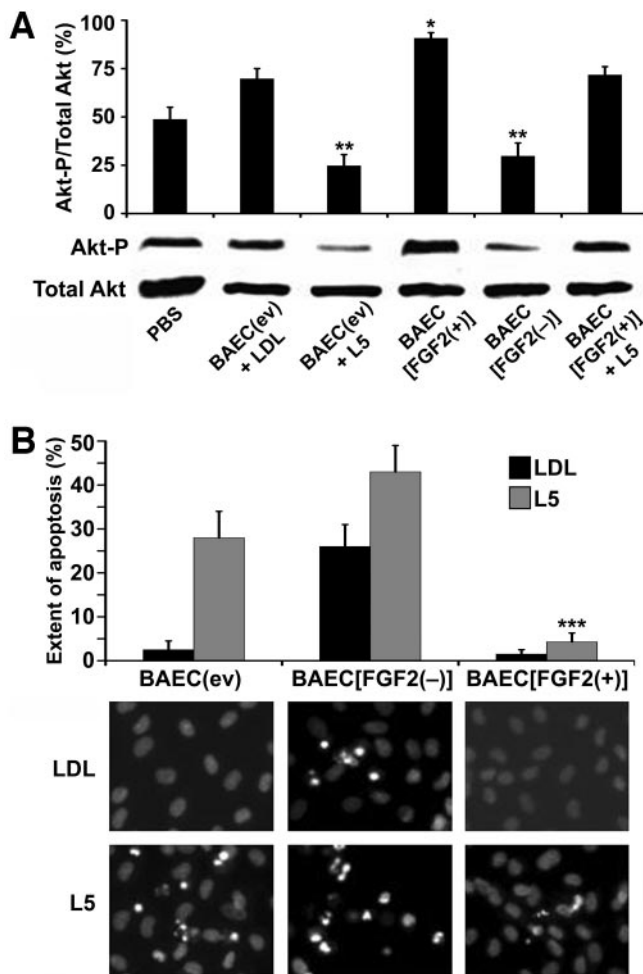 A
Akt-P/Total Akt (%)
100
75
50
25
0
*
**
**
Akt-P
Total Akt
PBS
BAEC(ev)
+ LDL
BAEC(ev)
+ L5
BAEC
[FGF2(+)]
BAEC
[FGF2(–)]
BAEC
[FGF2(+)]
+ L5
B
Extent of apoptosis (%)
50
40
30
20
10
0
LDL
L5
***
BAEC(ev)
BAEC[FGF2(–)]
BAEC[FGF2(+)]
LDL
L5